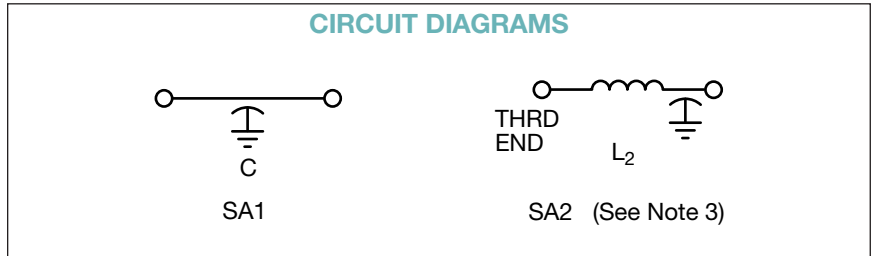 CIRCUIT DIAGRAMS
C
SA1
THRD
END
L₂
SA2 (See Note 3)